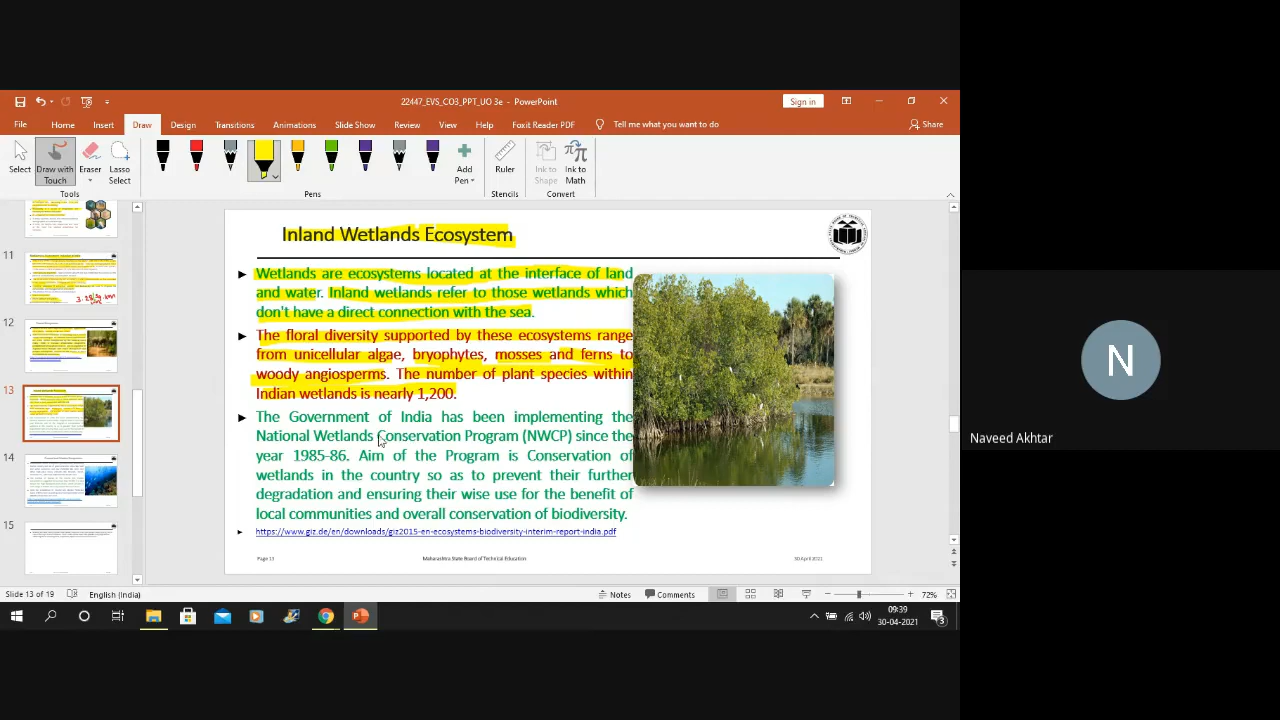 22447_EVS_CO3_PPT_UO 3e - PowerPoint
Sign in
File Home Insert Draw Design Transitions Animations Slide Show Review View Help Foxit Reader PDF Tell me what you want to do Share
Select
Draw with Touch
Eraser
Lasso Select
Add Pen
Ruler
Ink to Shape
Ink to Math
Tools Pens Stencils Convert
11
12
13
14
15
Inland Wetlands Ecosystem
Wetlands are ecosystems located at the interface of land
and water. Inland wetlands refer to those wetlands which
don't have a direct connection with the sea.
The floral diversity supported by these ecosystems range
from unicellular algae, bryophytes, mosses and ferns to
woody angiosperms. The number of plant species within
Indian wetlands is nearly 1,200.
The Government of India has been implementing the
National Wetlands Conservation Program (NWCP) since the
year 1985-86. Aim of the Program is Conservation of
wetlands in the country so as to prevent their further
degradation and ensuring their wise use for the benefit of
local communities and overall conservation of biodiversity.
https://www.giz.de/en/downloads/giz2015-en-ecosystems-biodiversity-interim-report-india.pdf
Page 13 Maharashtra State Board of Technical Education 30 April 2021
Slide 13 of 19 English (India) Notes Comments 72%
09:39
30-04-2021
3
N
Naveed Akhtar